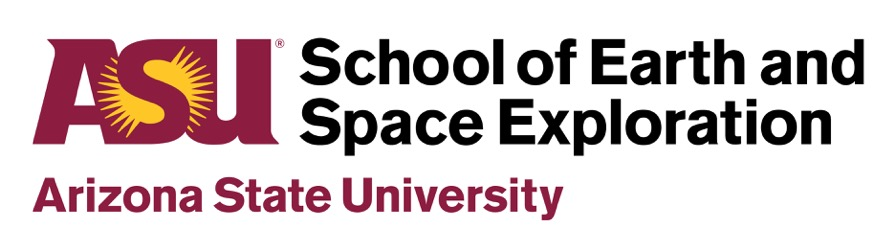 ASU® School of Earth and
Space Exploration
Arizona State University